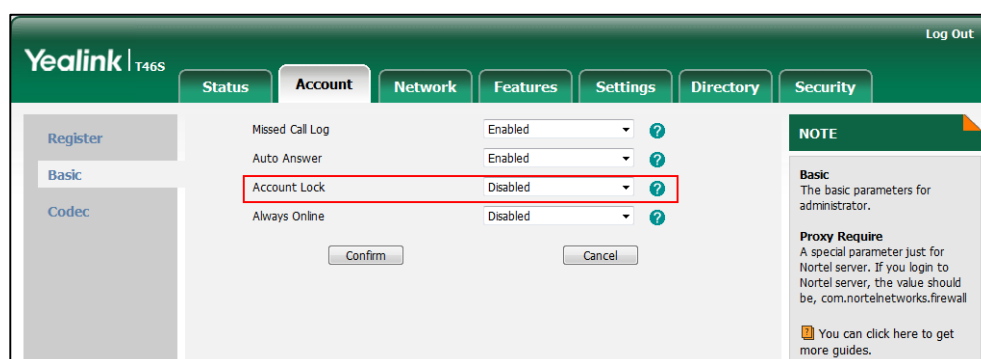 Log Out
Yealink T46S
Status Account Network Features Settings Directory Security
Register
Basic
Codec
Missed Call Log Enabled ?
Auto Answer Enabled ?
Account Lock Disabled ?
Always Online Disabled ?
Confirm Cancel
NOTE
Basic
The basic parameters for
administrator.
Proxy Require
A special parameter just for
Nortel server. If you login to
Nortel server, the value should
be, com.nortelnetworks.firewall
? You can click here to get
more guides.